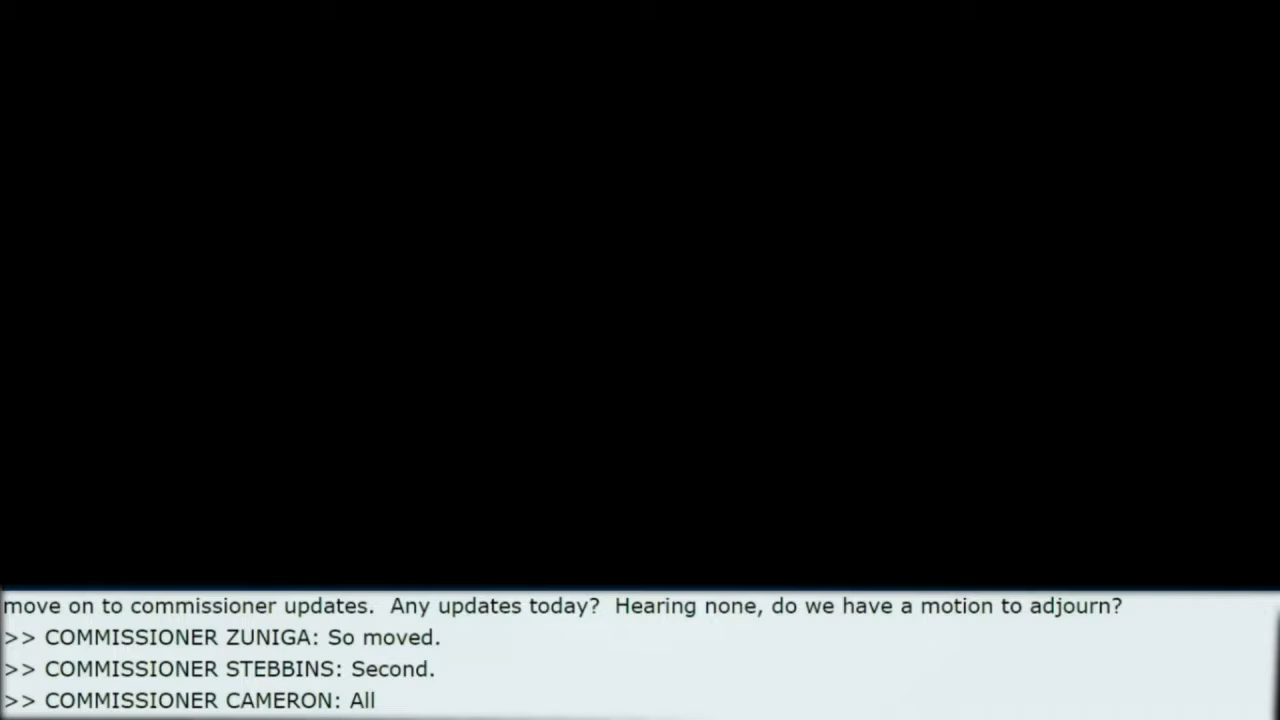 move on to commissioner updates.  Any updates today?  Hearing none, do we have a motion to adjourn?
>> COMMISSIONER ZUNIGA: So moved.
>> COMMISSIONER STEBBINS: Second.
>> COMMISSIONER CAMERON: All